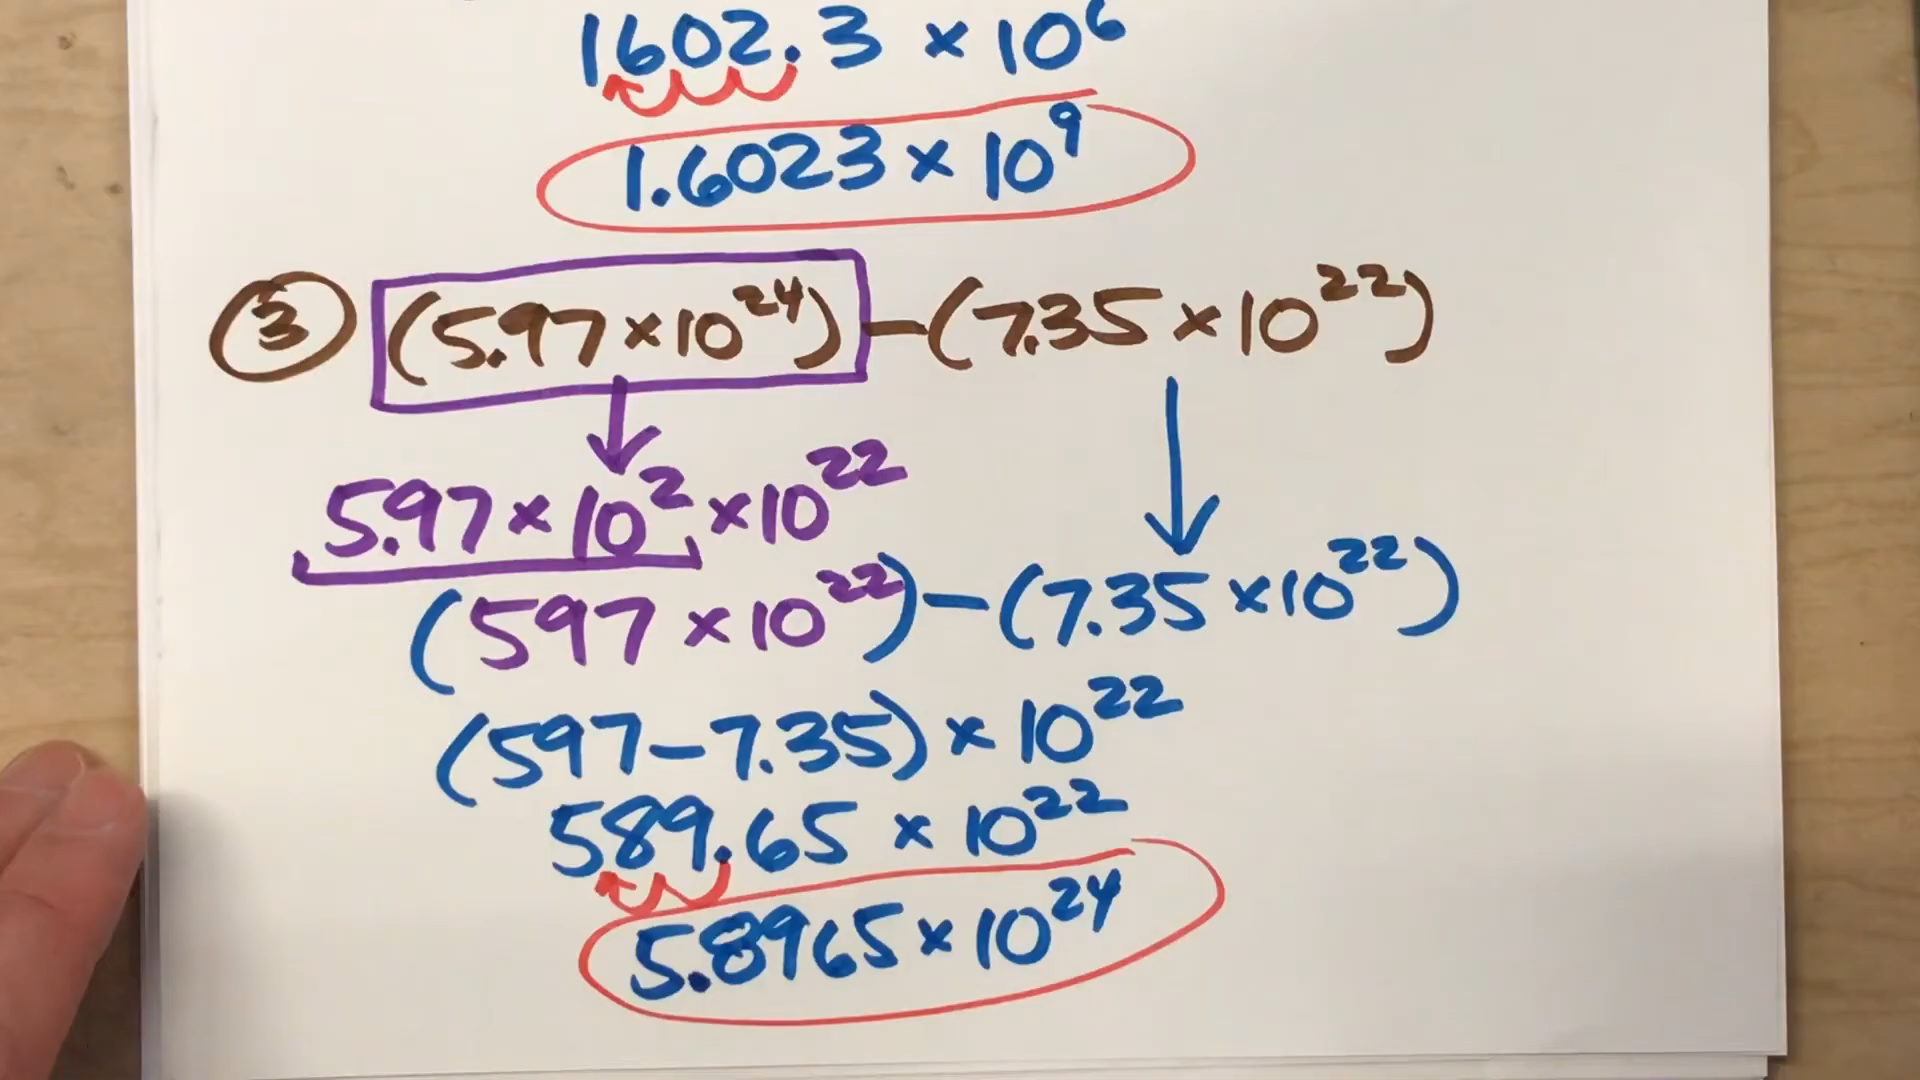 1602.3 × 10⁶
1.6023 × 10⁹
③ (5.97 × 10²⁴) − (7.35 × 10²²)
5.97 × 10² × 10²²
(597 × 10²²) − (7.35 × 10²²)
(597 − 7.35) × 10²²
589.65 × 10²²
5.8965 × 10²⁴